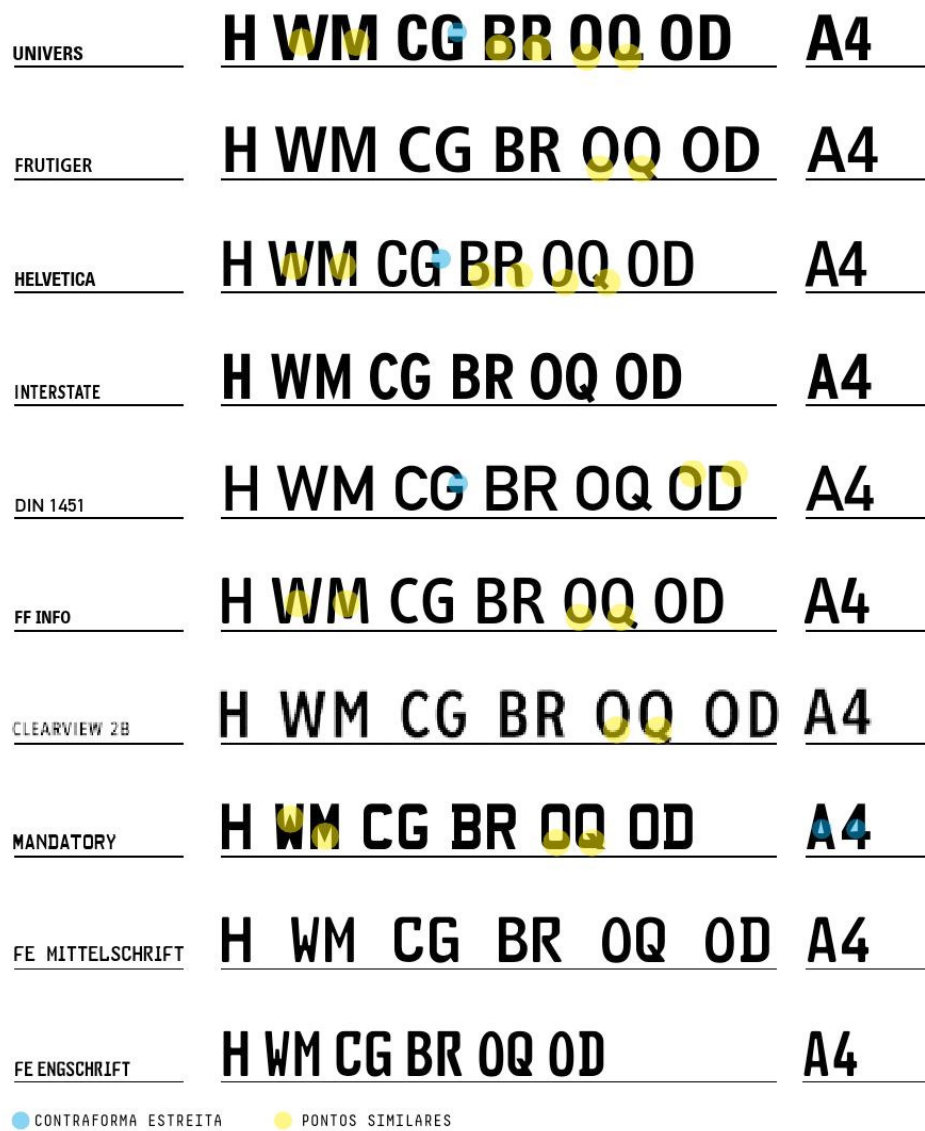 UNIVERS H WM CG BR OQ OD A4
FRUTIGER H WM CG BR OQ OD A4
HELVETICA H WM CG BR OQ OD A4
INTERSTATE H WM CG BR OQ OD A4
DIN 1451 H WM CG BR OQ OD A4
FF INFO H WM CG BR OQ OD A4
CLEARVIEW 2B H WM CG BR OQ OD A4
MANDATORY H WM CG BR OQ OD A4
FE MITTELSCHRIFT H WM CG BR OQ OD A4
FE ENGSCHRIFT H WM CG BR OQ OD A4
CONTRAFORMA ESTREITA PONTOS SIMILARES